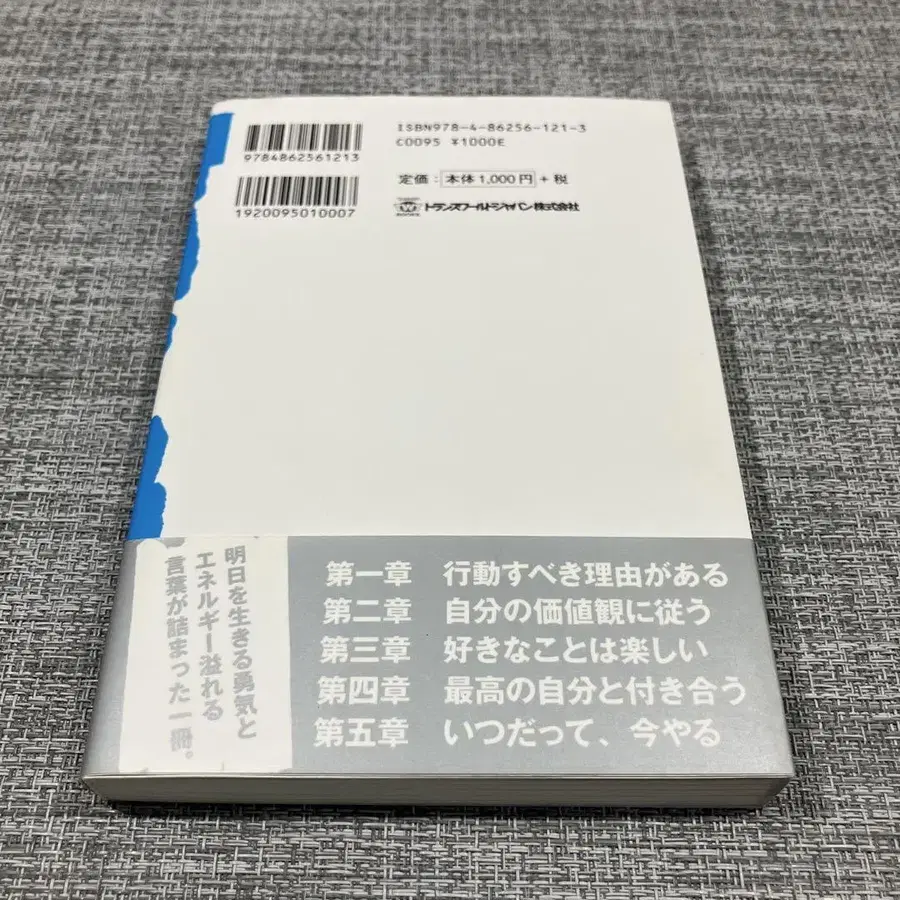 9784862561213
1920095010007
ISBN978-4-86256-121-3
C0095 ¥1000E
定価：本体1,000円＋税
トランスワールドジャパン株式会社
明日を生きる勇気と
エネルギー溢れる
言葉が詰まった一冊。
第一章 行動すべき理由がある
第二章 自分の価値観に従う
第三章 好きなことは楽しい
第四章 最高の自分と付き合う
第五章 いつだって、今やる